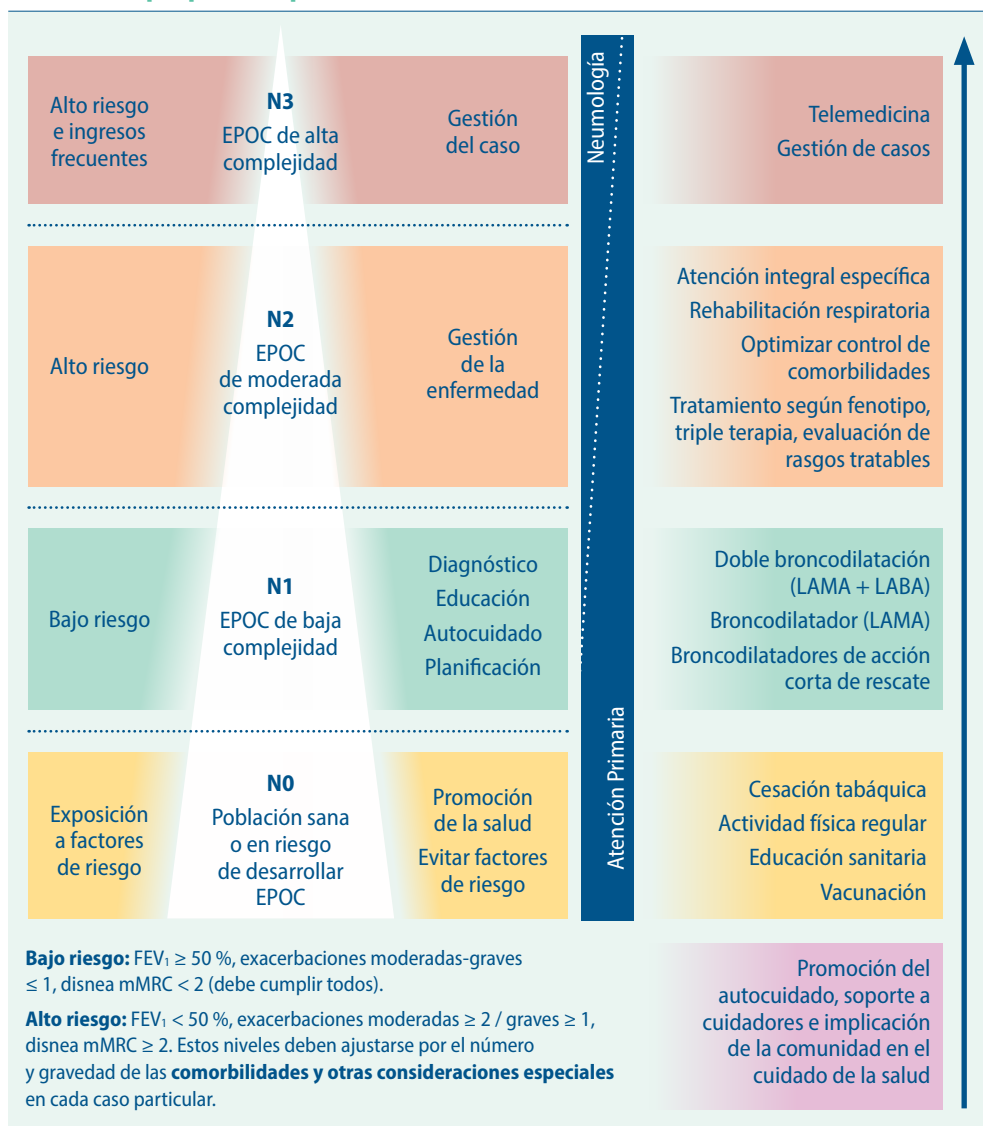 Alto riesgo
e ingresos
frecuentes
N3
EPOC de alta
complejidad
Gestión
del caso
Neumología
Telemedicina
Gestión de casos
Alto riesgo
N2
EPOC
de moderada
complejidad
Gestión
de la
enfermedad
Atención integral específica
Rehabilitación respiratoria
Optimizar control de
comorbilidades
Tratamiento según fenotipo,
triple terapia, evaluación de
rasgos tratables
Bajo riesgo
N1
EPOC de baja
complejidad
Diagnóstico
Educación
Autocuidado
Planificación
Doble broncodilatación
(LAMA + LABA)
Broncodilatador (LAMA)
Broncodilatadores de acción
corta de rescate
Exposición
a factores
de riesgo
N0
Población sana
o en riesgo
de desarrollar
EPOC
Promoción
de la salud
Evitar factores
de riesgo
Atención Primaria
Cesación tabáquica
Actividad física regular
Educación sanitaria
Vacunación
Bajo riesgo: FEV₁ ≥ 50 %, exacerbaciones moderadas-graves
≤ 1, disnea mMRC < 2 (debe cumplir todos).
Alto riesgo: FEV₁ < 50 %, exacerbaciones moderadas ≥ 2 / graves ≥ 1,
disnea mMRC ≥ 2. Estos niveles deben ajustarse por el número
y gravedad de las comorbilidades y otras consideraciones especiales
en cada caso particular.
Promoción del
autocuidado, soporte a
cuidadores e implicación
de la comunidad en el
cuidado de la salud